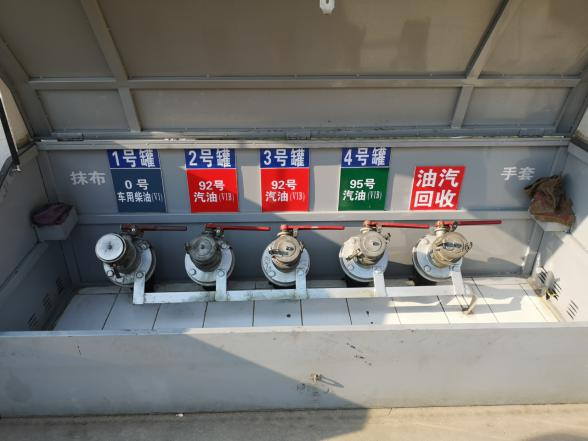 1号罐
0号
车用柴油(VI)
2号罐
92号
汽油(VIB)
3号罐
92号
汽油(VIB)
4号罐
95号
汽油(VIB)
油汽
回收
抹布
手套